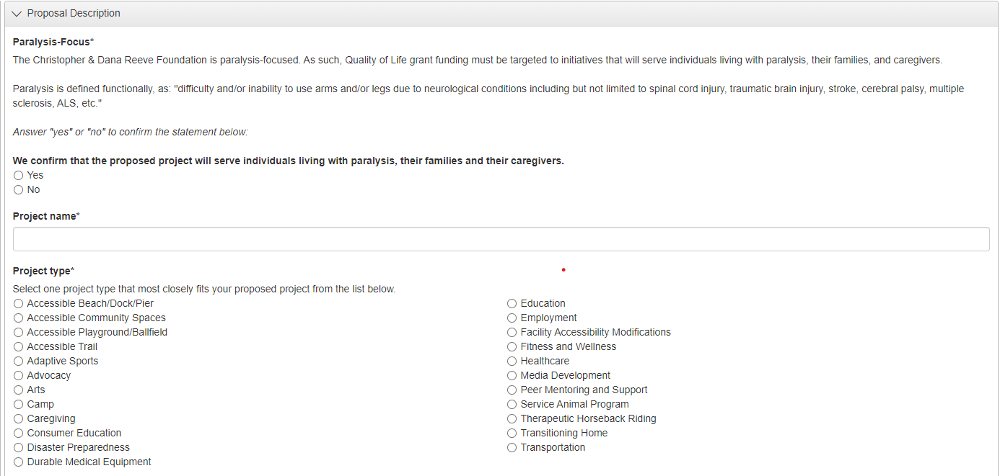 Proposal Description
Paralysis-Focus*
The Christopher & Dana Reeve Foundation is paralysis-focused. As such, Quality of Life grant funding must be targeted to initiatives that will serve individuals living with paralysis, their families, and caregivers.
Paralysis is defined functionally, as: "difficulty and/or inability to use arms and/or legs due to neurological conditions including but not limited to spinal cord injury, traumatic brain injury, stroke, cerebral palsy, multiple
sclerosis, ALS, etc."
Answer "yes" or "no" to confirm the statement below:
We confirm that the proposed project will serve individuals living with paralysis, their families and their caregivers.
Yes
No
Project name*
Project type*
Select one project type that most closely fits your proposed project from the list below.
Accessible Beach/Dock/Pier
Accessible Community Spaces
Accessible Playground/Ballfield
Accessible Trail
Adaptive Sports
Advocacy
Arts
Camp
Caregiving
Consumer Education
Disaster Preparedness
Durable Medical Equipment
Education
Employment
Facility Accessibility Modifications
Fitness and Wellness
Healthcare
Media Development
Peer Mentoring and Support
Service Animal Program
Therapeutic Horseback Riding
Transitioning Home
Transportation